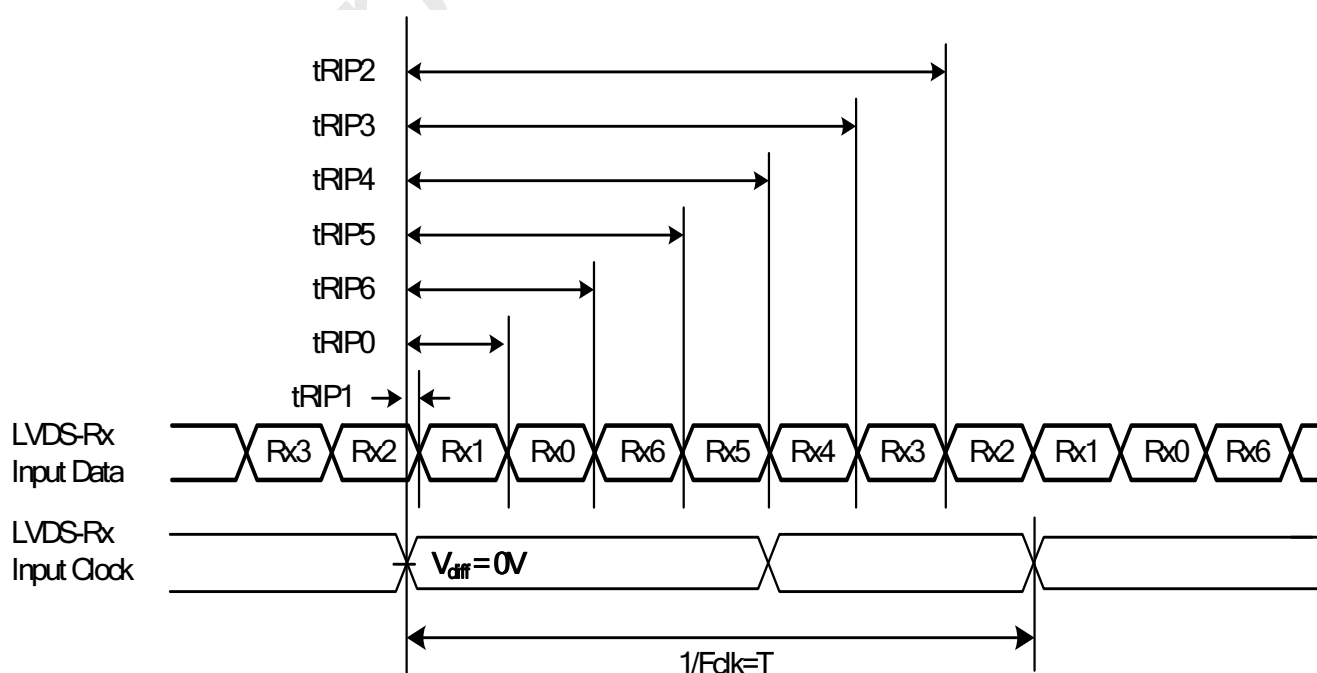 tRIP2
tRIP3
tRIP4
tRIP5
tRIP6
tRIP0
tRIP1
LVDS-Rx
Input Data
Rx3 Rx2 Rx1 Rx0 Rx6 Rx5 Rx4 Rx3 Rx2 Rx1 Rx0 Rx6
LVDS-Rx
Input Clock
Vdiff = 0V
1/Fclk=T